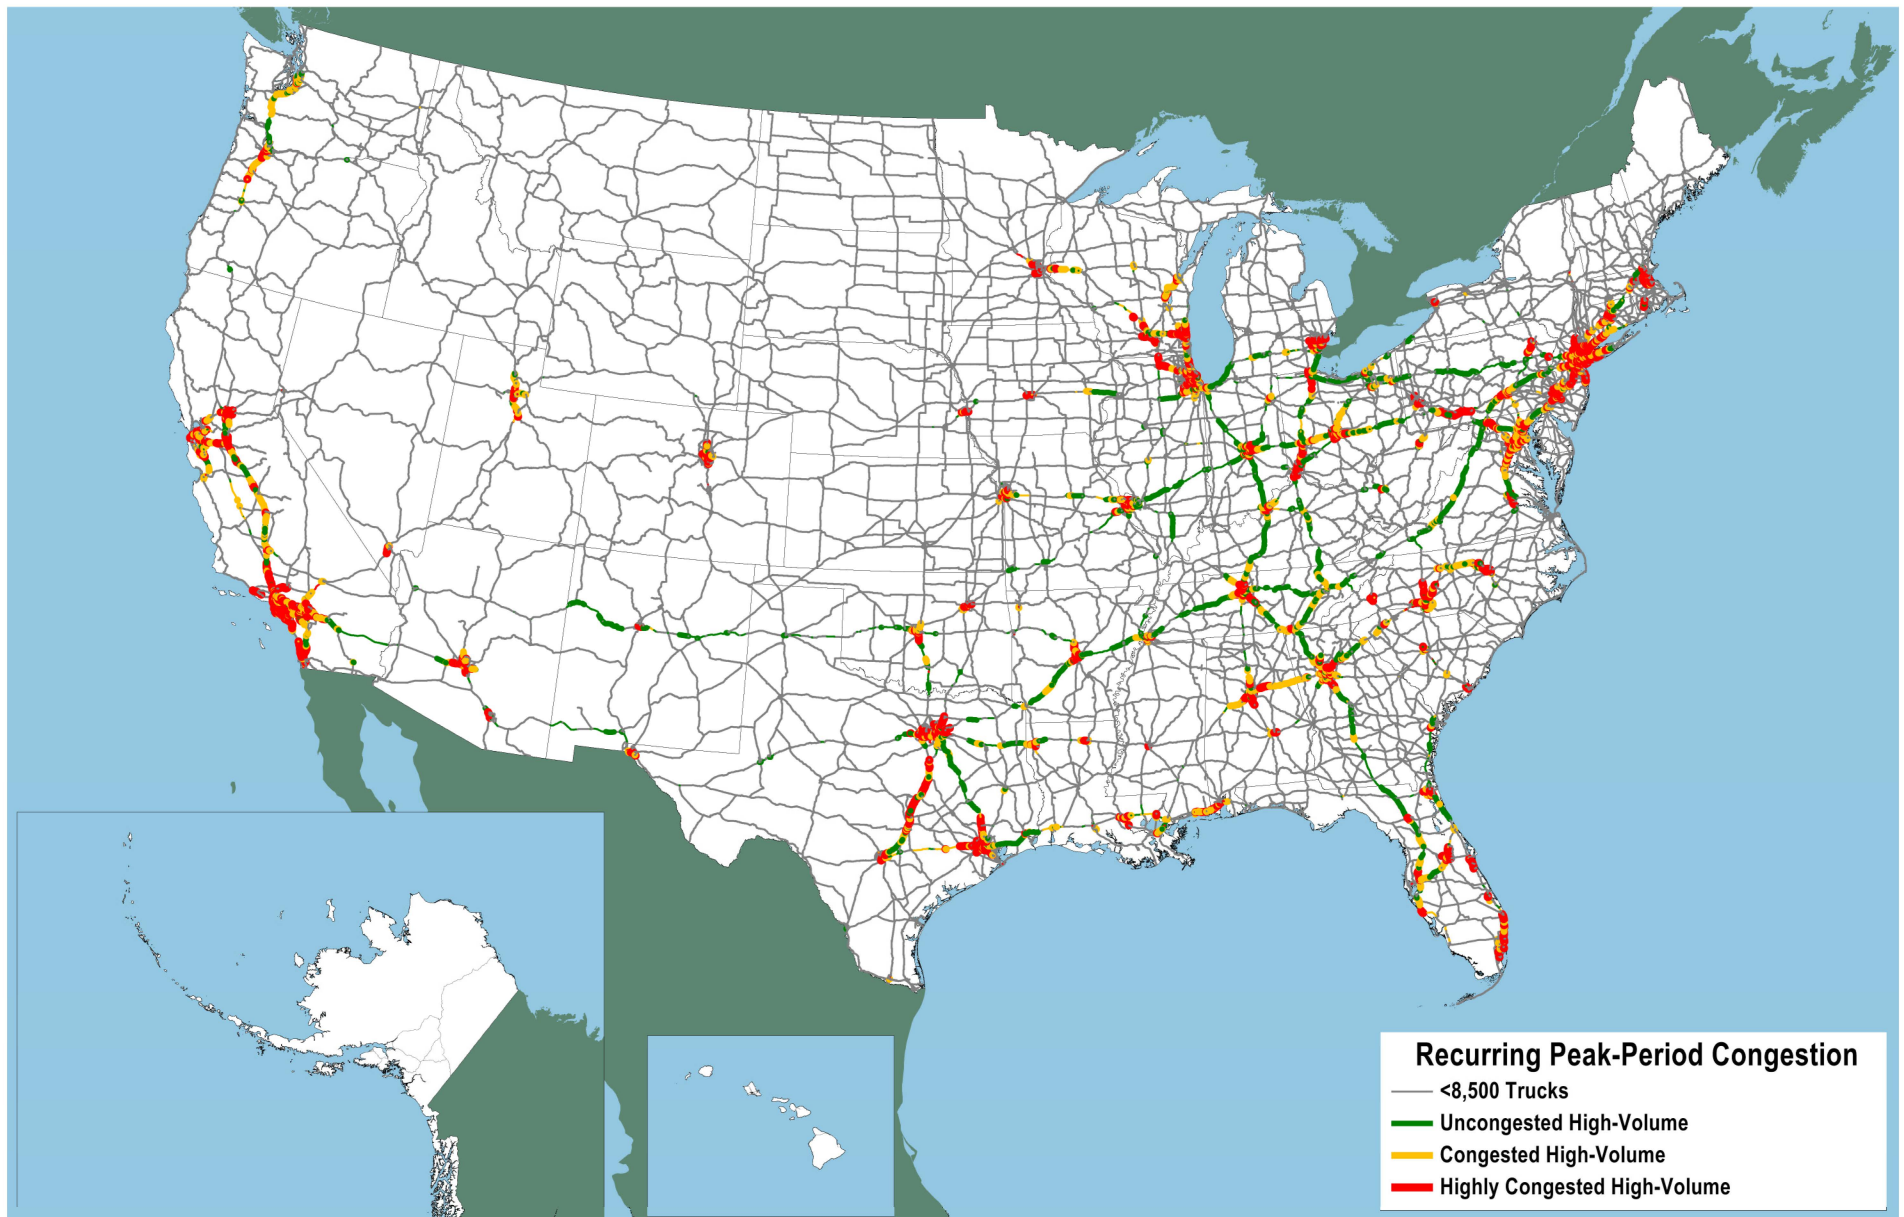 Recurring Peak-Period Congestion
<8,500 Trucks
Uncongested High-Volume
Congested High-Volume
Highly Congested High-Volume